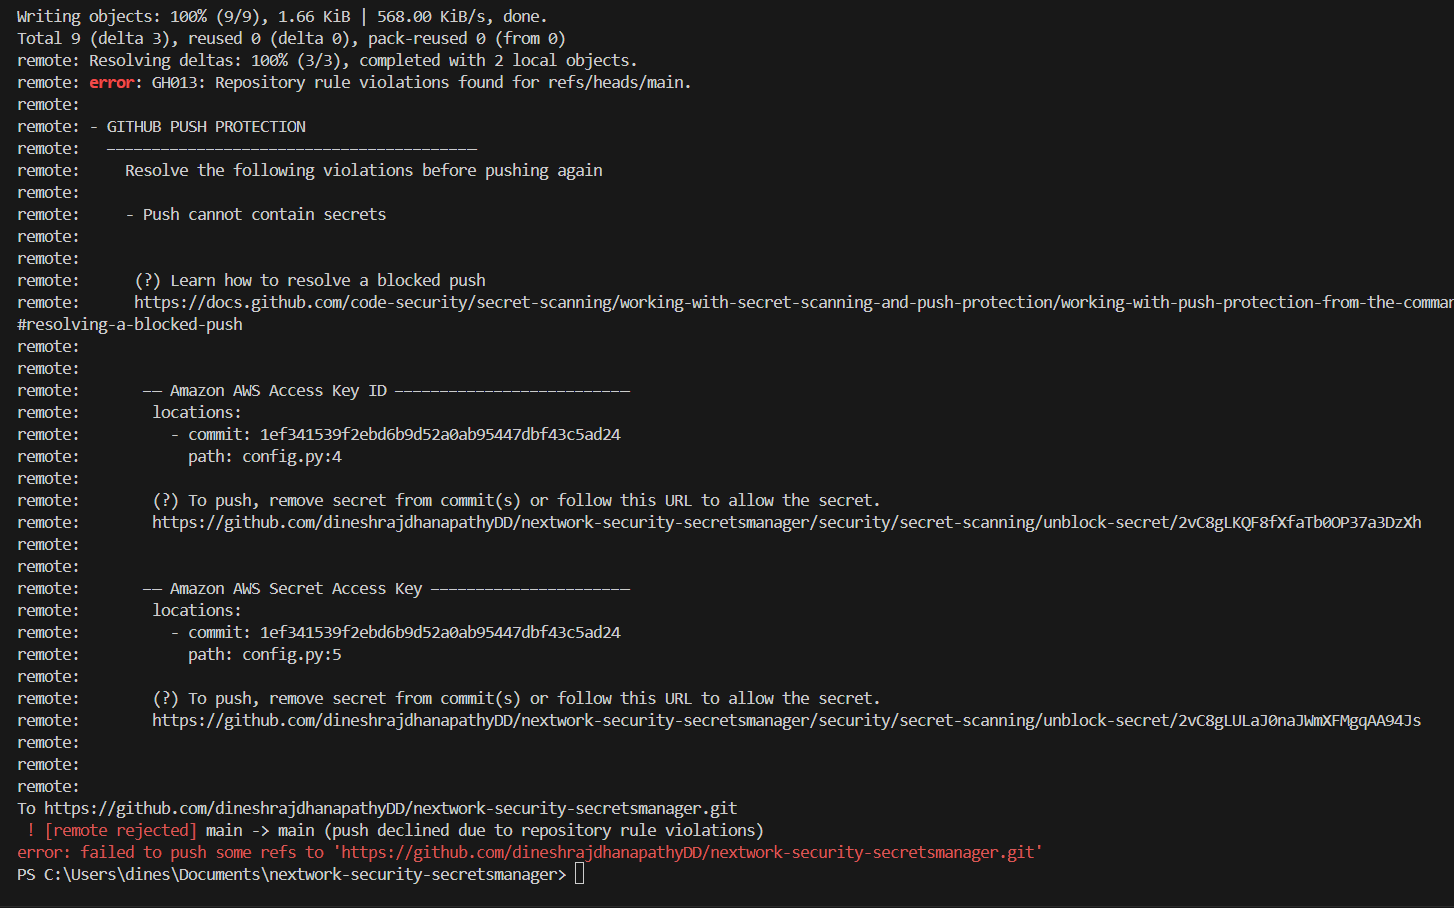 Writing objects: 100% (9/9), 1.66 KiB | 568.00 KiB/s, done.
Total 9 (delta 3), reused 0 (delta 0), pack-reused 0 (from 0)
remote: Resolving deltas: 100% (3/3), completed with 2 local objects.
remote: error: GH013: Repository rule violations found for refs/heads/main.
remote:
remote: - GITHUB PUSH PROTECTION
remote:   —————————————————————————————————————————
remote:     Resolve the following violations before pushing again
remote:
remote:     - Push cannot contain secrets
remote:
remote:
remote:      (?) Learn how to resolve a blocked push
remote:      https://docs.github.com/code-security/secret-scanning/working-with-secret-scanning-and-push-protection/working-with-push-protection-from-the-comman
#resolving-a-blocked-push
remote:
remote:
remote:       —— Amazon AWS Access Key ID ——————————————————————————
remote:        locations:
remote:          - commit: 1ef341539f2ebd6b9d52a0ab95447dbf43c5ad24
remote:            path: config.py:4
remote:
remote:        (?) To push, remove secret from commit(s) or follow this URL to allow the secret.
remote:        https://github.com/dineshrajdhanapathyDD/nextwork-security-secretsmanager/security/secret-scanning/unblock-secret/2vC8gLKQF8fXfaTb0OP37a3DzXh
remote:
remote:
remote:       —— Amazon AWS Secret Access Key ——————————————————————
remote:        locations:
remote:          - commit: 1ef341539f2ebd6b9d52a0ab95447dbf43c5ad24
remote:            path: config.py:5
remote:
remote:        (?) To push, remove secret from commit(s) or follow this URL to allow the secret.
remote:        https://github.com/dineshrajdhanapathyDD/nextwork-security-secretsmanager/security/secret-scanning/unblock-secret/2vC8gLULaJ0naJWmXFMgqAA94Js
remote:
remote:
remote:
To https://github.com/dineshrajdhanapathyDD/nextwork-security-secretsmanager.git
 ! [remote rejected] main -> main (push declined due to repository rule violations)
error: failed to push some refs to 'https://github.com/dineshrajdhanapathyDD/nextwork-security-secretsmanager.git'
PS C:\Users\dines\Documents\nextwork-security-secretsmanager>